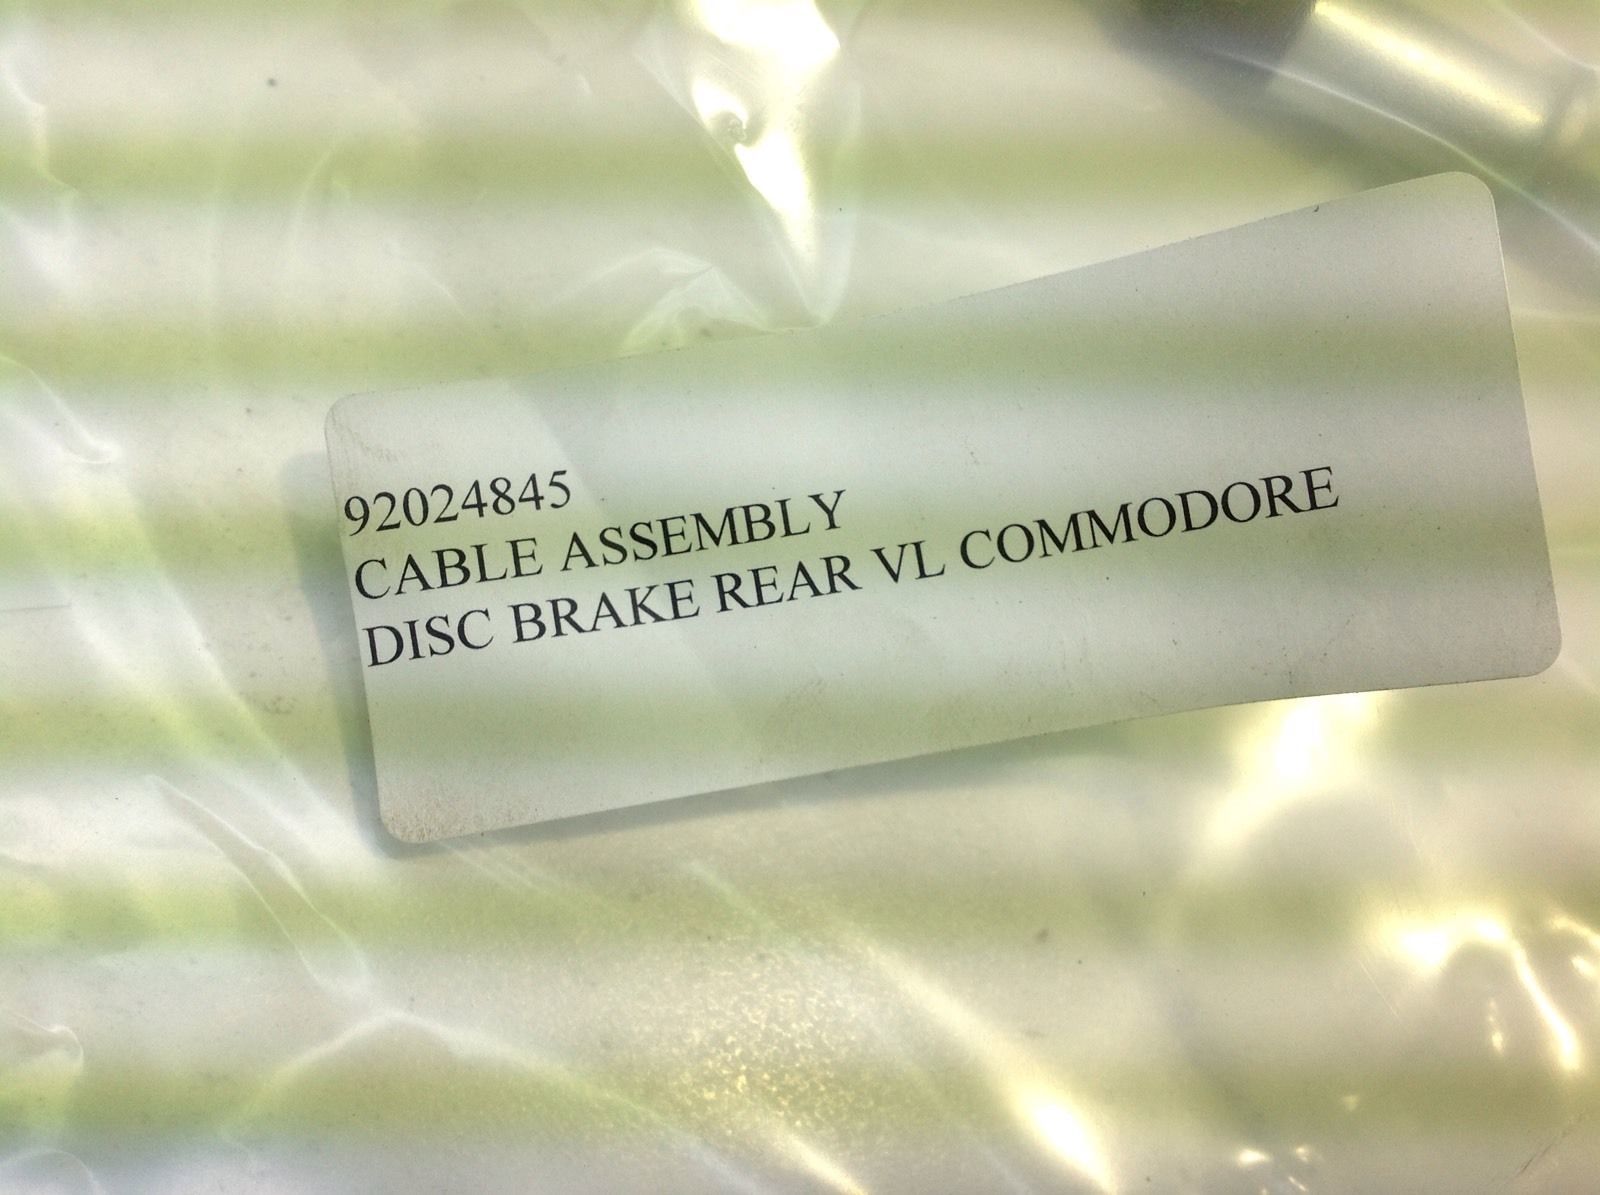 92024845
CABLE ASSEMBLY
DISC BRAKE REAR VL COMMODORE